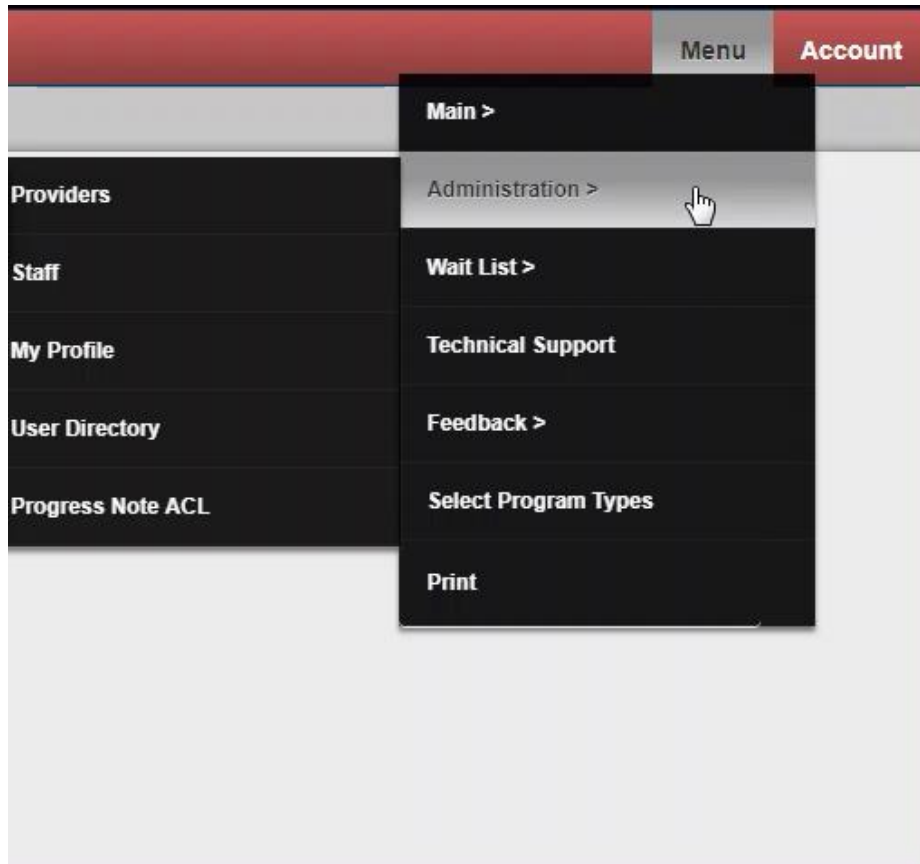 Menu
Account
Main >
Administration >
Wait List >
Technical Support
Feedback >
Select Program Types
Print
Providers
Staff
My Profile
User Directory
Progress Note ACL